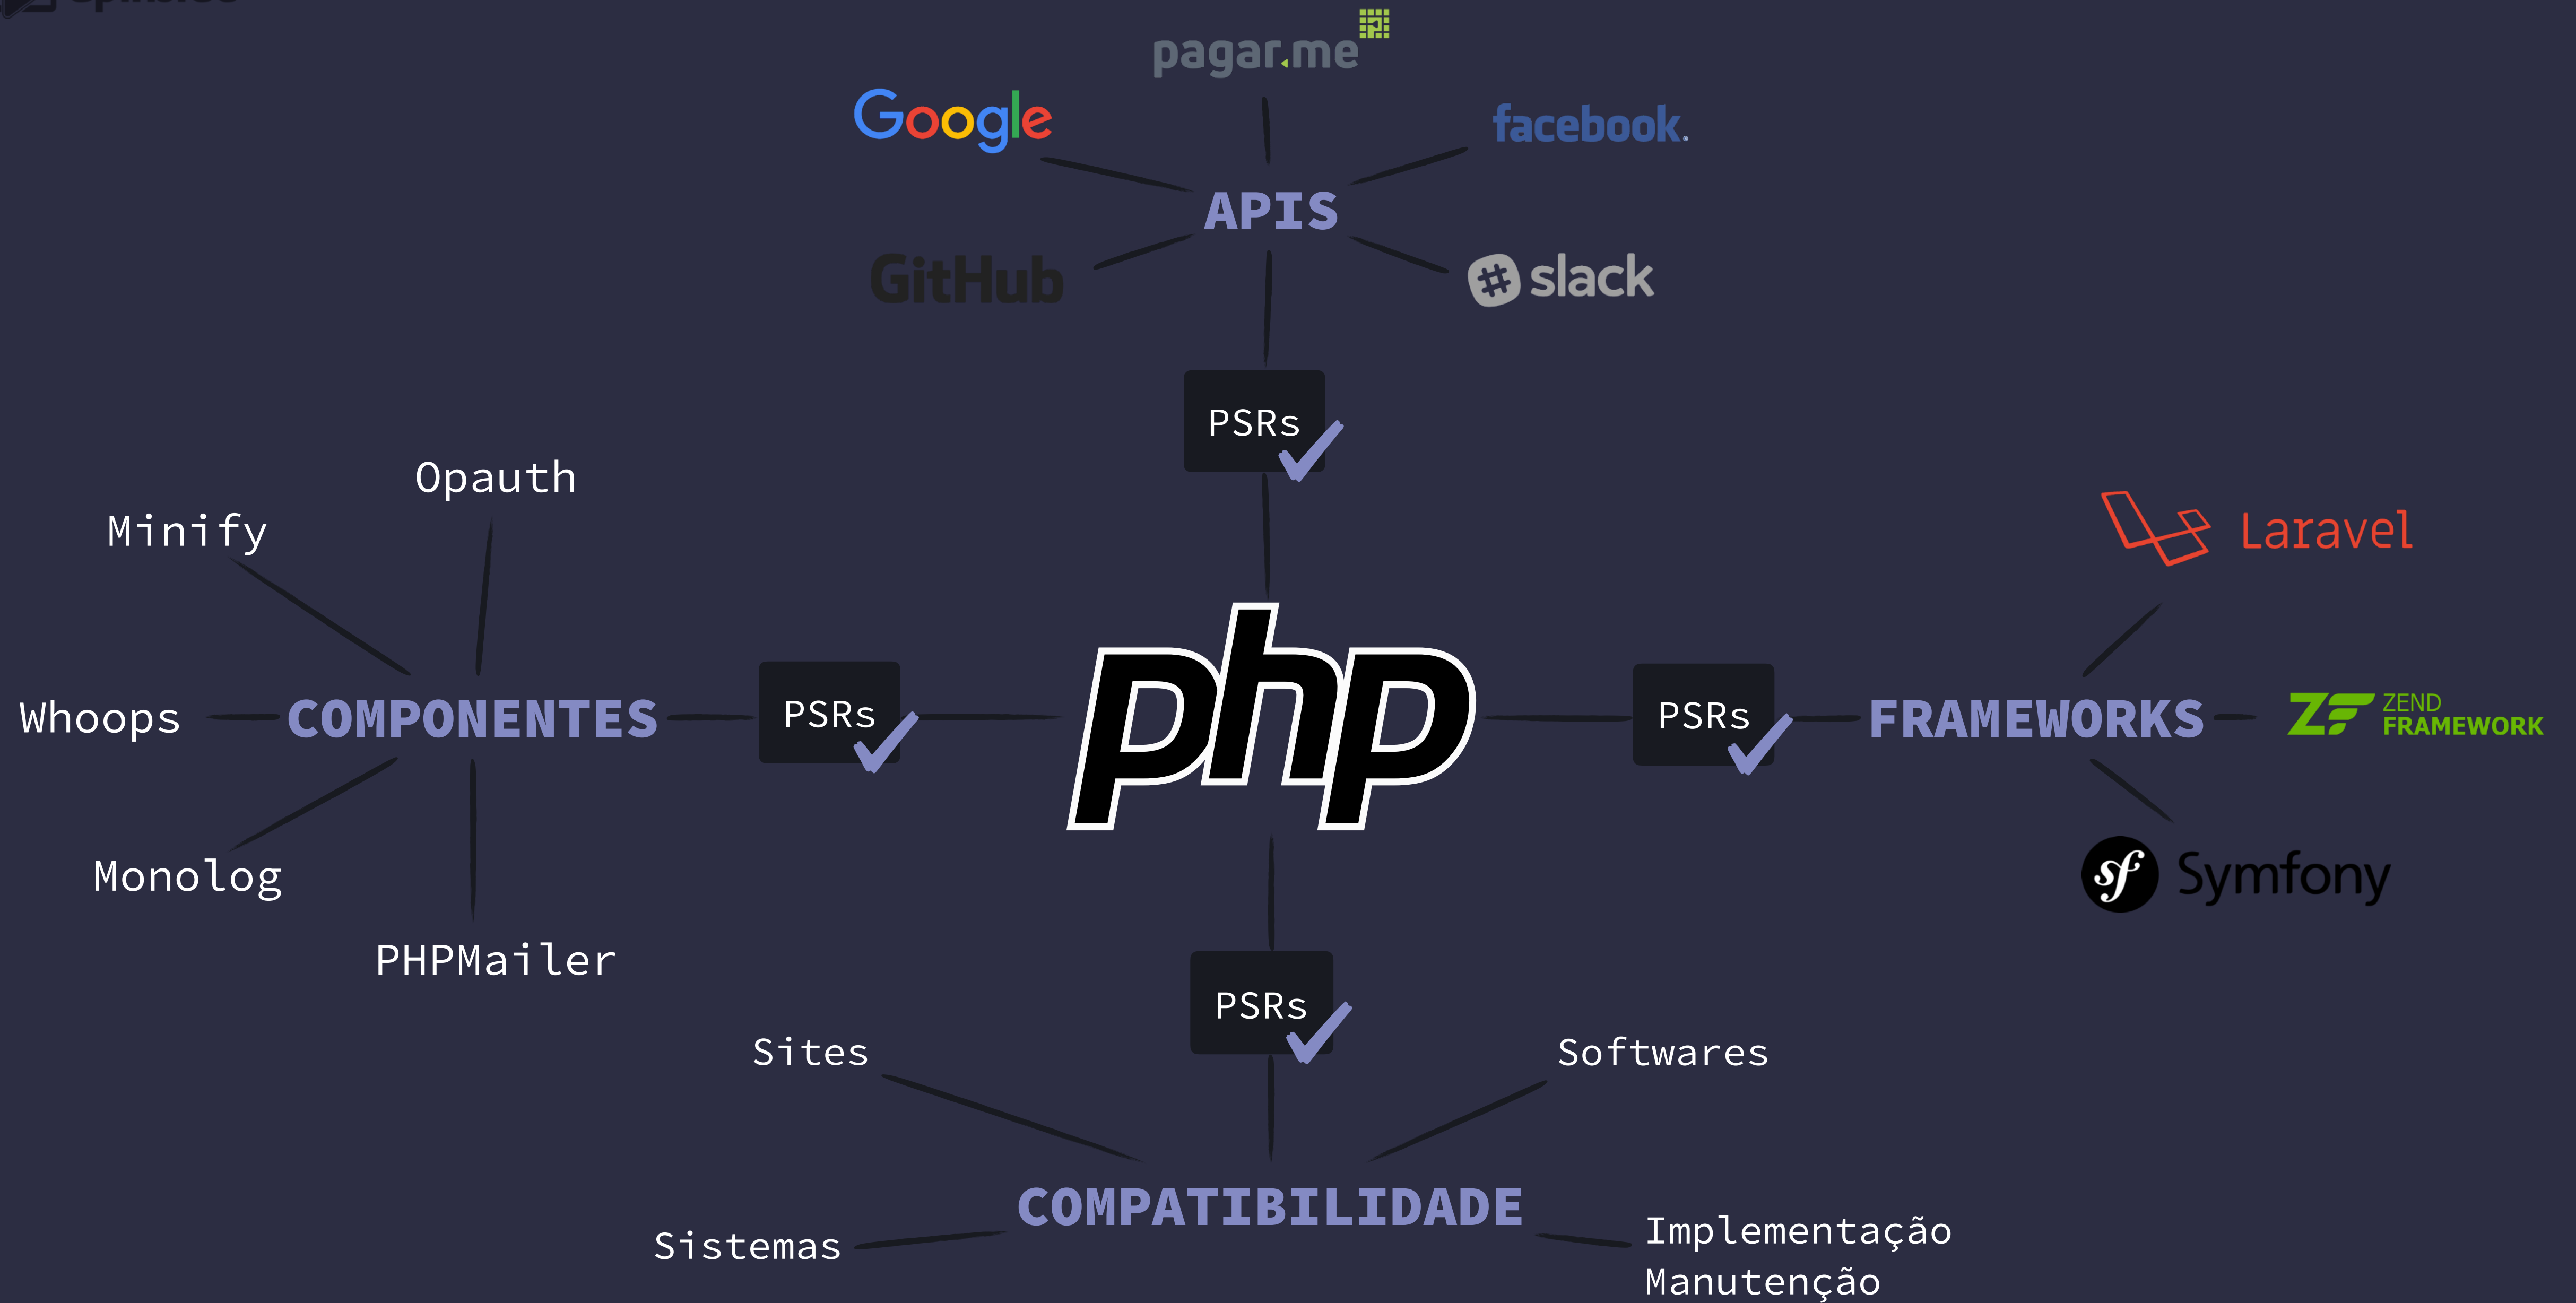 pagar.me
Google
facebook.
APIS
GitHub
slack
PSRs
Opauth
Minify
Laravel
Whoops
COMPONENTES
PSRs
php
PSRs
FRAMEWORKS
ZEND
FRAMEWORK
Monolog
sf Symfony
PHPMailer
PSRs
Sites
Softwares
COMPATIBILIDADE
Sistemas
Implementação
Manutenção